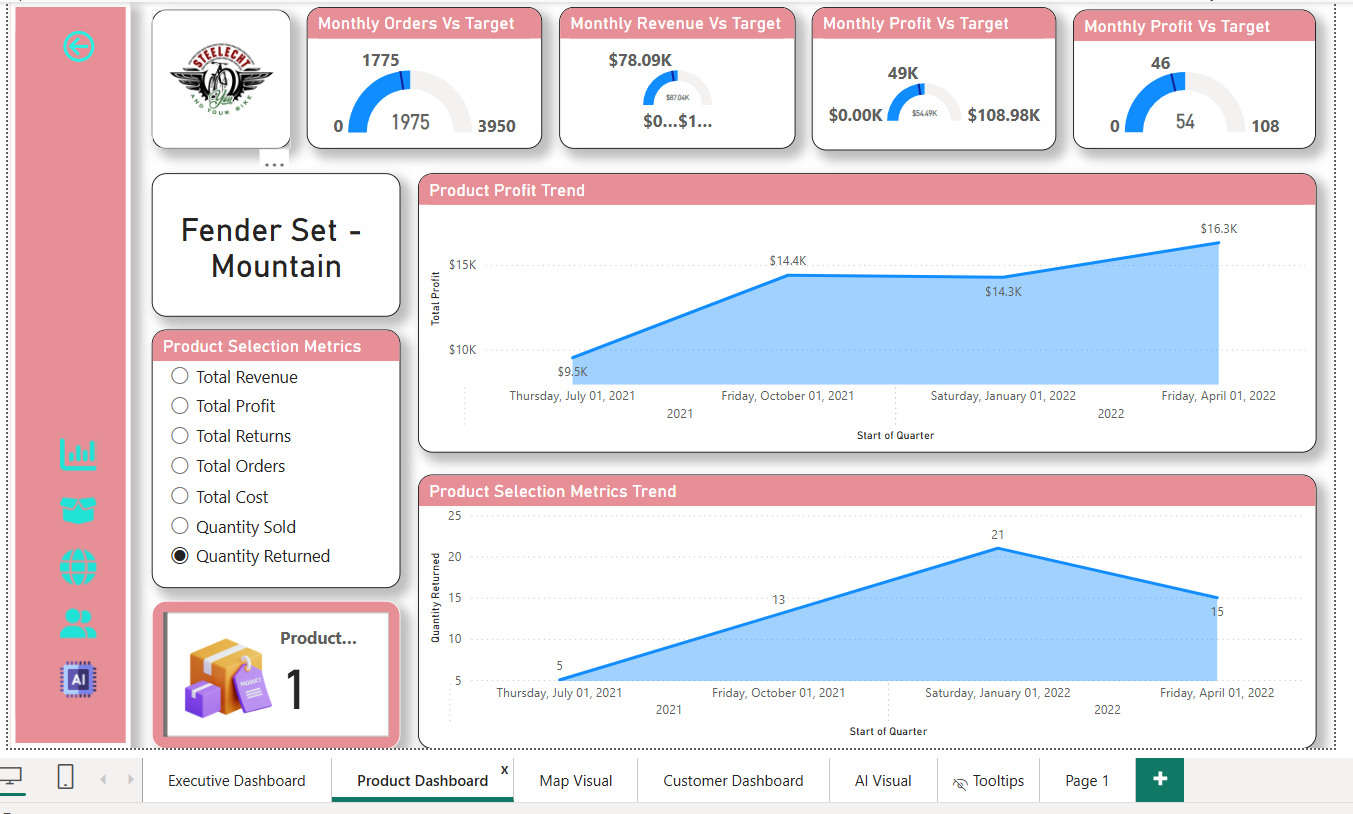 Monthly Orders Vs Target
1775
0
1975
3950
Monthly Revenue Vs Target
$78.09K
$87.04K
$0...$1...
Monthly Profit Vs Target
49K
$0.00K
$54.49K
$108.98K
Monthly Profit Vs Target
46
0
54
108
STEELECHT
You
AND YOUR BIKE
Fender Set -
Mountain
Product Selection Metrics
Total Revenue
Total Profit
Total Returns
Total Orders
Total Cost
Quantity Sold
Quantity Returned
Product...
1
PRODUCT
AI
Product Profit Trend
Total Profit
$15K
$10K
$9.5K
$14.4K
$14.3K
$16.3K
Thursday, July 01, 2021
Friday, October 01, 2021
Saturday, January 01, 2022
Friday, April 01, 2022
2021
2022
Start of Quarter
Product Selection Metrics Trend
Quantity Returned
25
20
15
10
5
5
13
21
15
Thursday, July 01, 2021
Friday, October 01, 2021
Saturday, January 01, 2022
Friday, April 01, 2022
2021
2022
Start of Quarter
Executive Dashboard
Product Dashboard
X
Map Visual
Customer Dashboard
AI Visual
Tooltips
Page 1
+